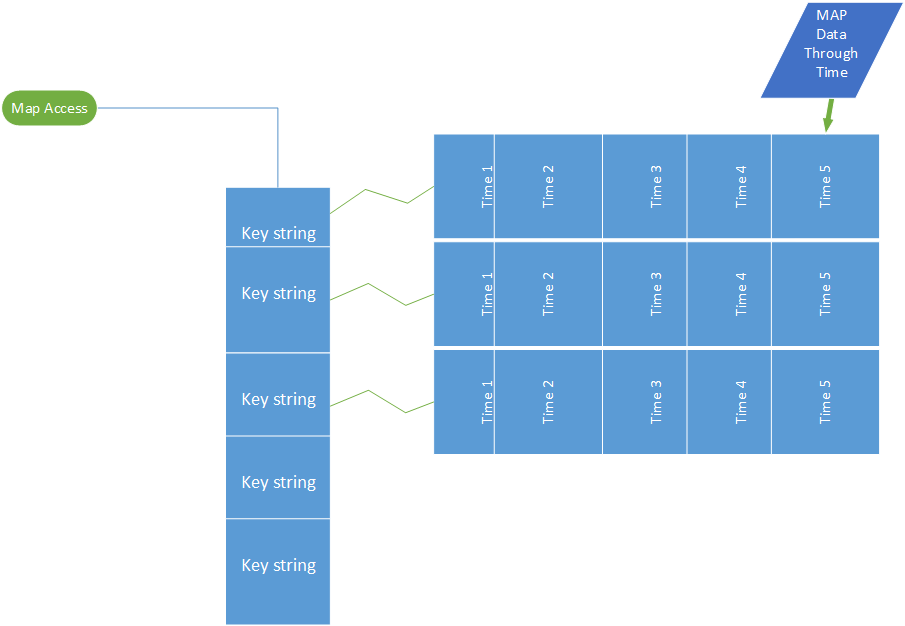 MAP
Data
Through
Time
Map Access
Time 1
Time 2
Time 3
Time 4
Time 5
Key string
Time 1
Time 2
Time 3
Time 4
Time 5
Key string
Time 1
Time 2
Time 3
Time 4
Time 5
Key string
Key string
Key string